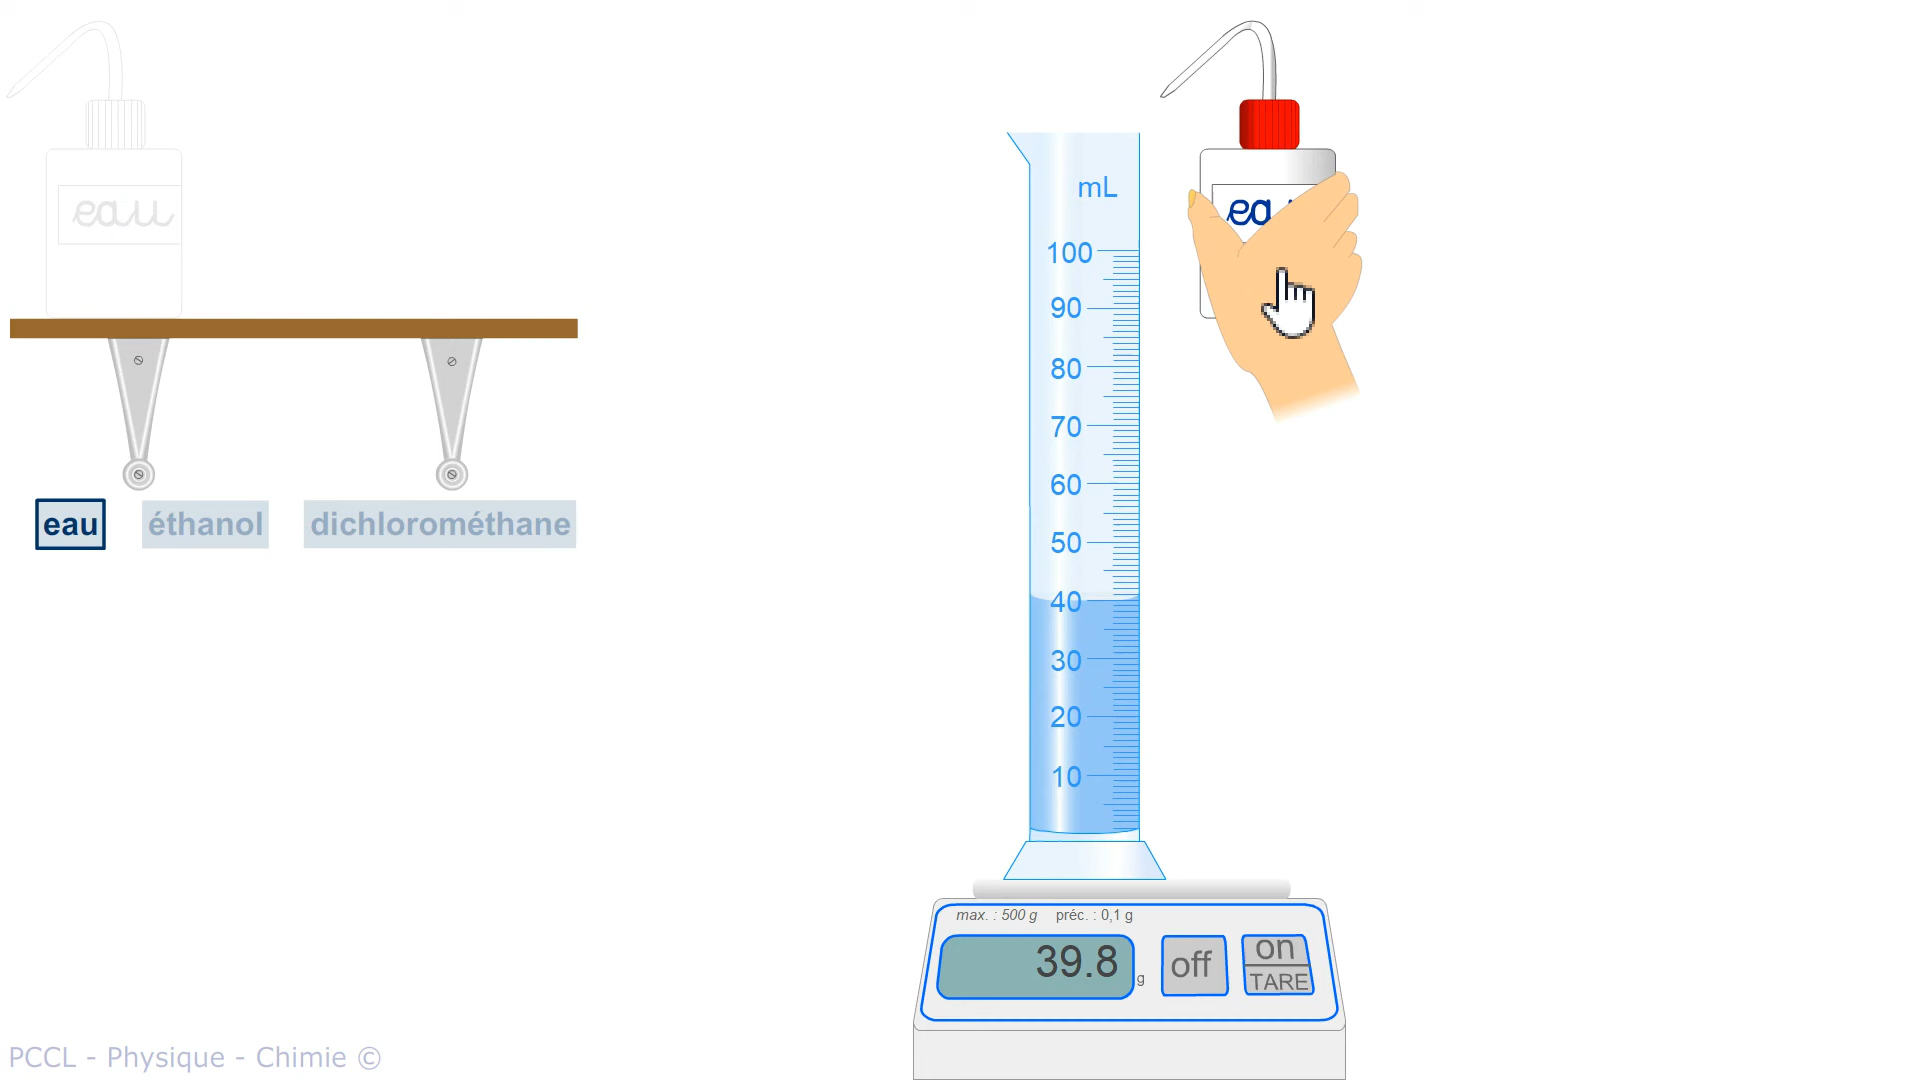 eau
mL
ea
100
90
80
70
60
50
40
30
20
10
eau
éthanol
dichlorométhane
max. : 500 g préc. : 0,1 g
39.8 g
off
on
TARE
PCCL - Physique - Chimie ©